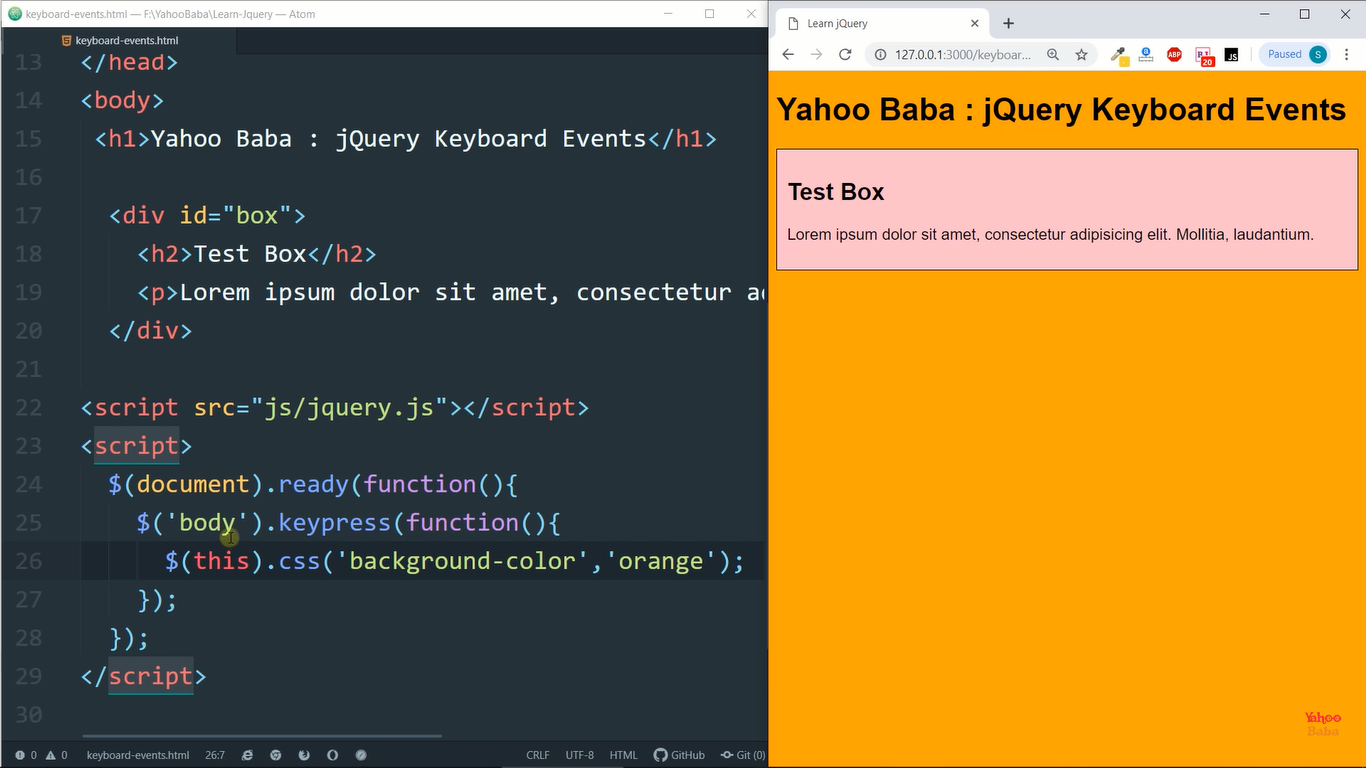 keyboard-events.html — F:\YahooBaba\Learn-Jquery — Atom
keyboard-events.html
13 </head>
14 <body>
15 <h1>Yahoo Baba : jQuery Keyboard Events</h1>
16
17 <div id="box">
18 <h2>Test Box</h2>
19 <p>Lorem ipsum dolor sit amet, consectetur
20 </div>
21
22 <script src="js/jquery.js"></script>
23 <script>
24 $(document).ready(function(){
25 $('body').keypress(function(){
26 $(this).css('background-color','orange');
27 });
28 });
29 </script>
30
0 0 keyboard-events.html 26:7 CRLF UTF-8 HTML GitHub Git (0)
Learn jQuery
127.0.0.1:3000/keyboar... ABP 20 JS Paused S
Yahoo Baba : jQuery Keyboard Events
Test Box
Lorem ipsum dolor sit amet, consectetur adipisicing elit. Mollitia, laudantium.
Yahoo
Baba